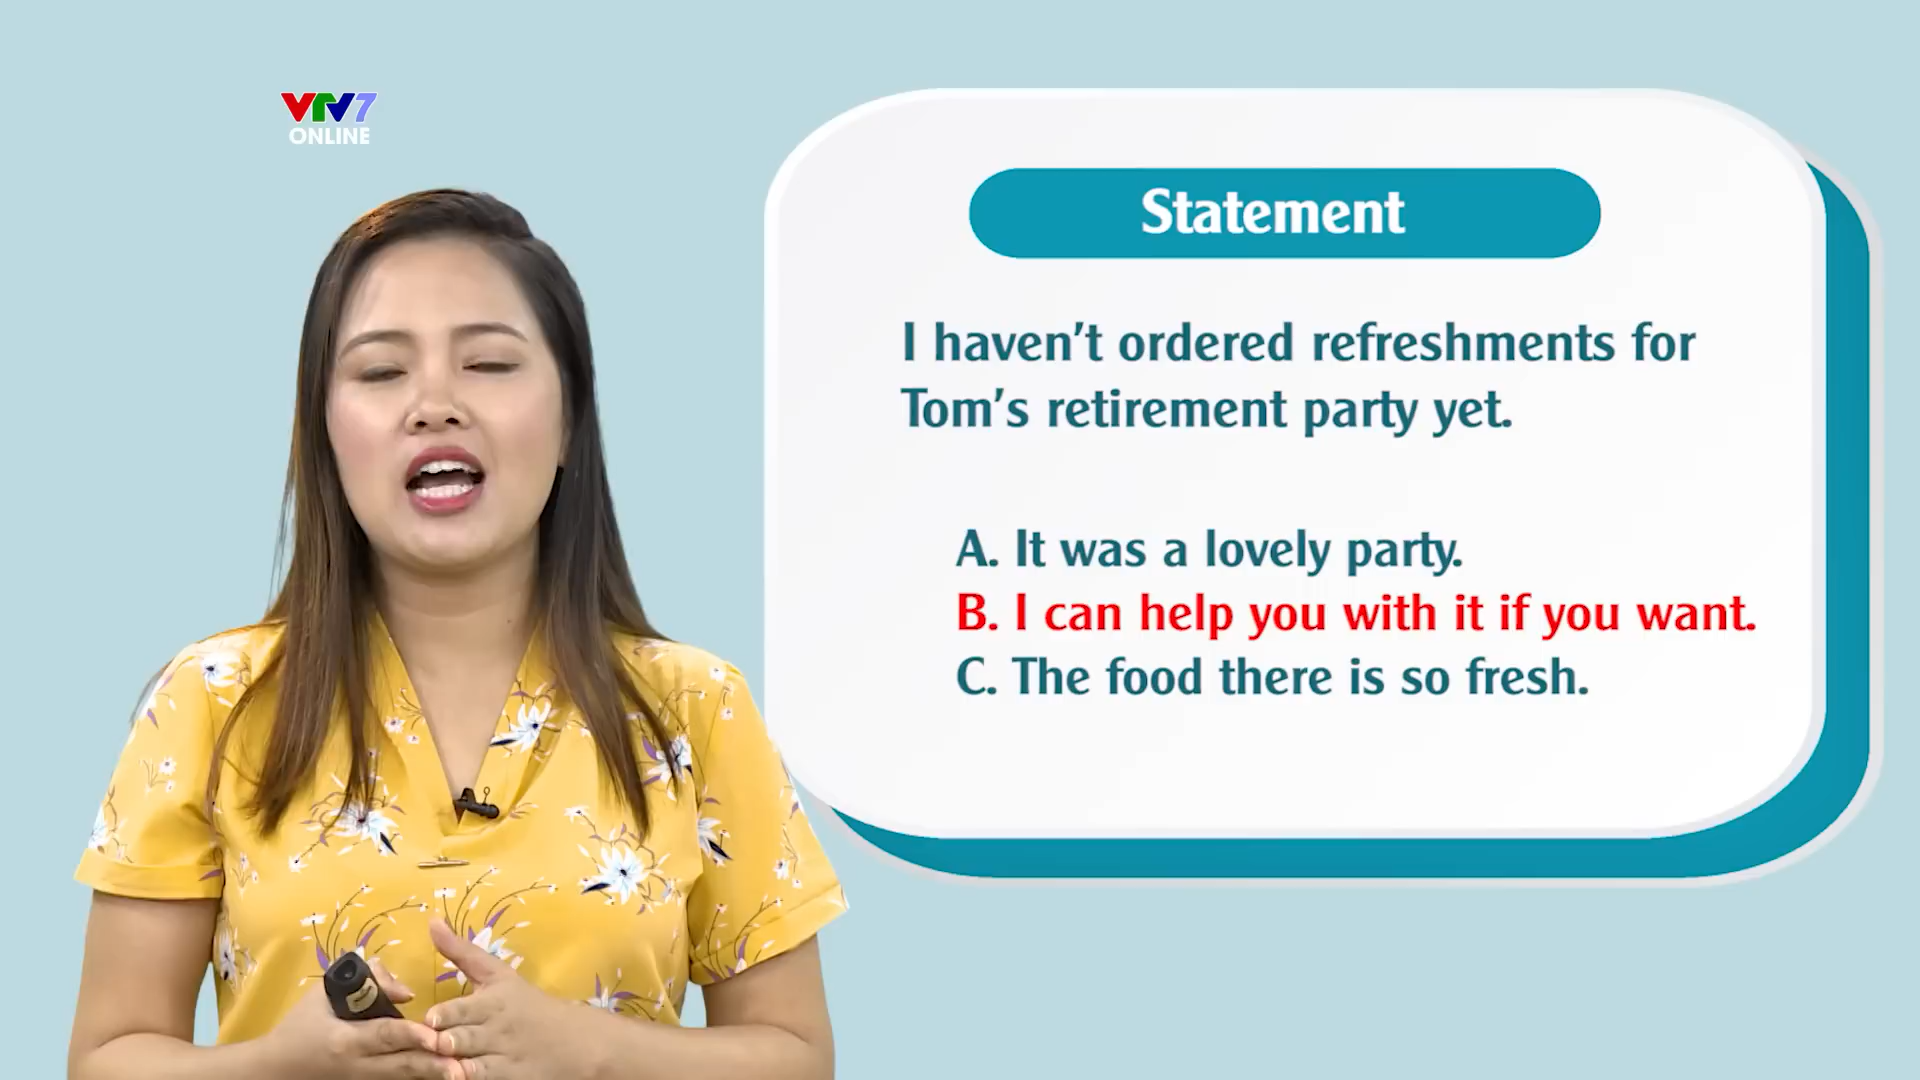 VTV7
ONLINE
Statement
I haven't ordered refreshments for
Tom's retirement party yet.
A. It was a lovely party.
B. I can help you with it if you want.
C. The food there is so fresh.